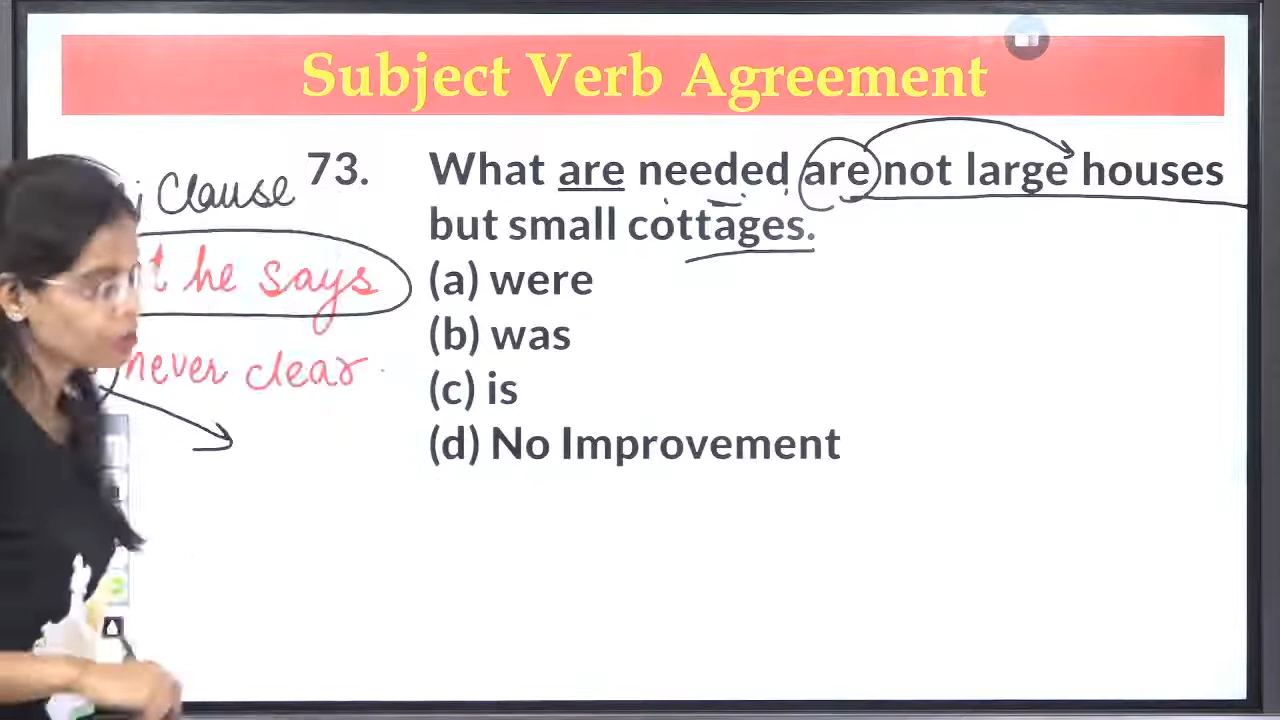 Subject Verb Agreement
Clause 73. What are needed are not large houses
but small cottages.
he says
(a) were
(b) was
never clear.
(c) is
(d) No Improvement